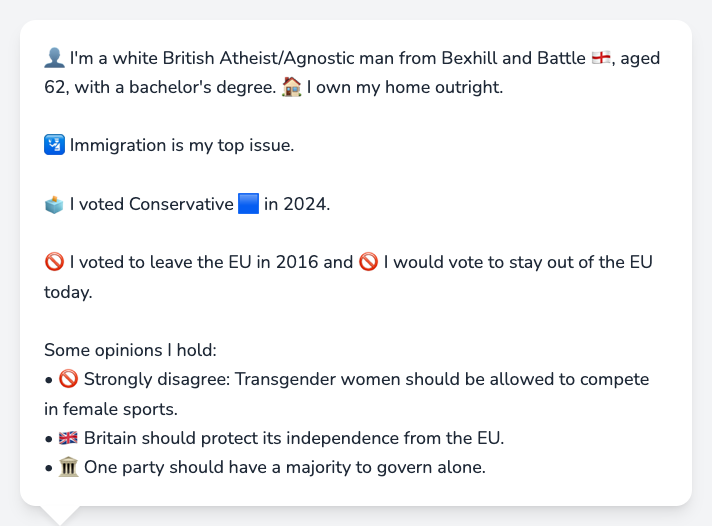 👤 I'm a white British Atheist/Agnostic man from Bexhill and Battle 🏴󠁧󠁢󠁥󠁮󠁧󠁿, aged
62, with a bachelor's degree. 🏠 I own my home outright.
🛂 Immigration is my top issue.
🗳️ I voted Conservative 🟦 in 2024.
🚫 I voted to leave the EU in 2016 and 🚫 I would vote to stay out of the EU
today.
Some opinions I hold:
• 🚫 Strongly disagree: Transgender women should be allowed to compete
in female sports.
• 🇬🇧 Britain should protect its independence from the EU.
• 🏛️ One party should have a majority to govern alone.